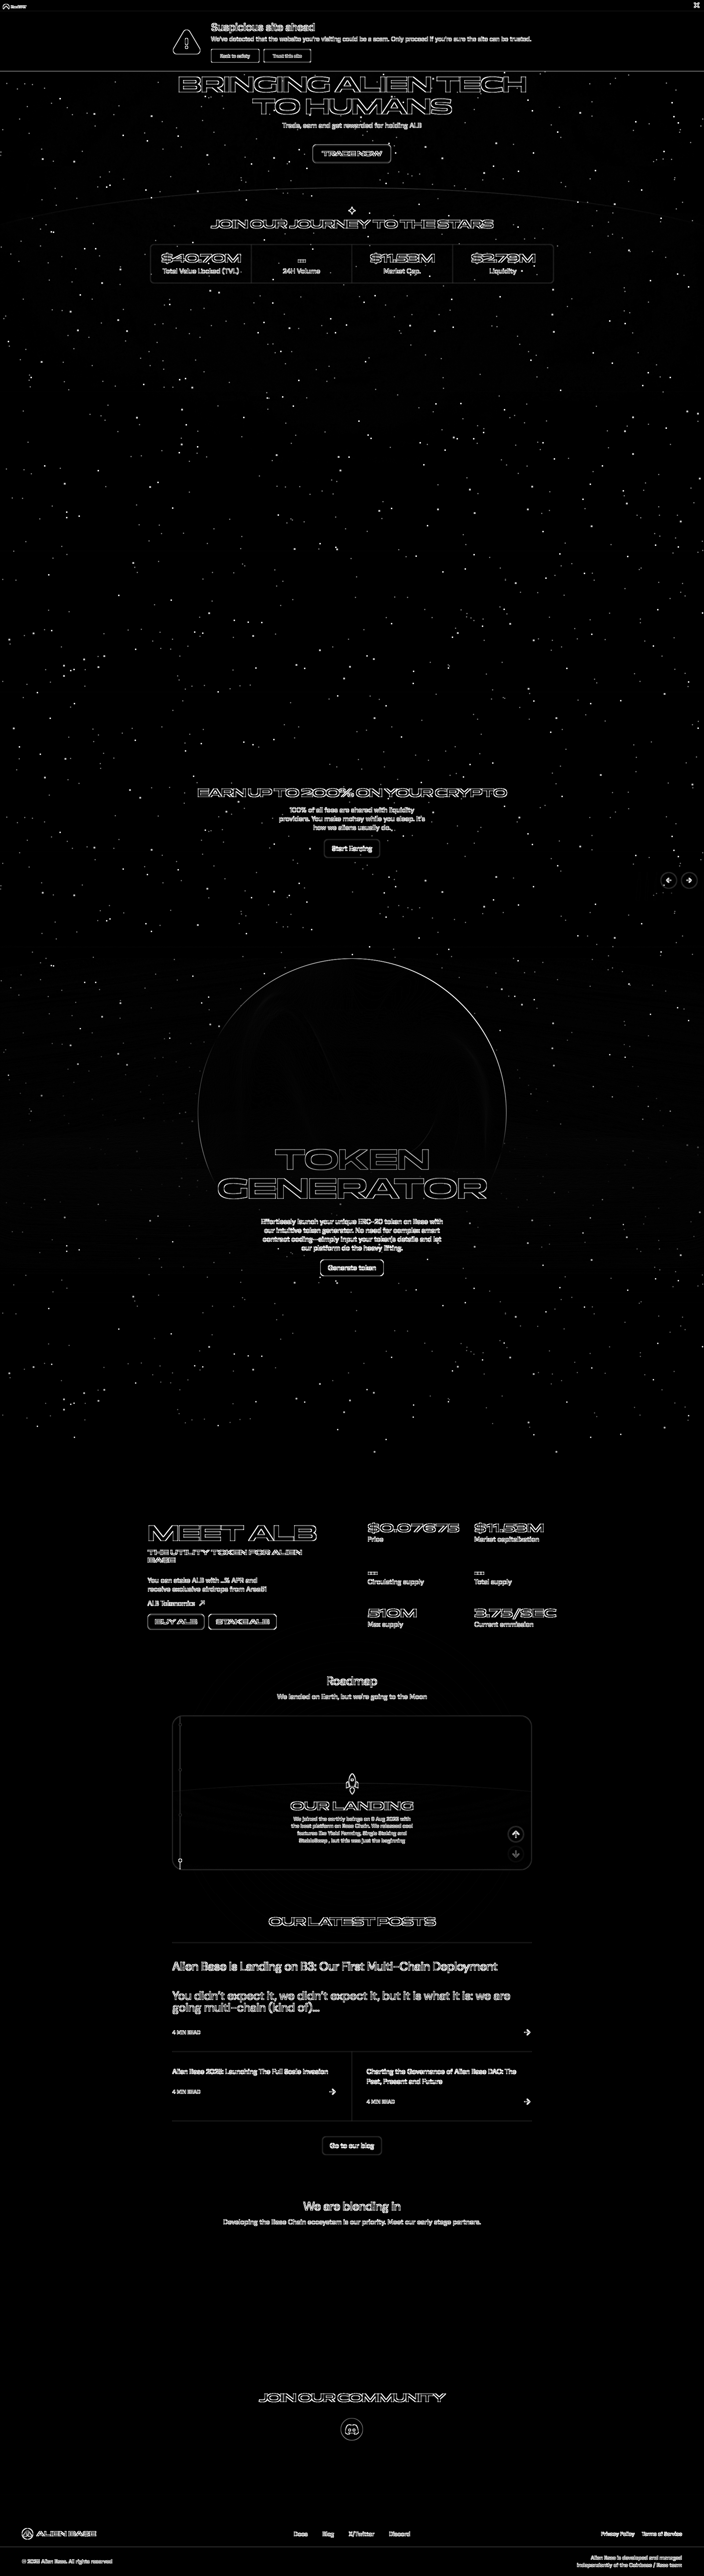 Suspicious site ahead
We've detected that the website you're visiting could be a scam. Only proceed if you're sure the site can be trusted.
Back to safety
Trust this site
BRINGING ALIEN TECH
TO HUMANS
Trade, earn and get rewarded for holding ALB
TRADE NOW
JOIN OUR JOURNEY TO THE STARS
$40.70M
Total Value Locked (TVL)
24H Volume
$11.53M
Market Cap.
$2.79M
Liquidity
EARN UP TO 200% ON YOUR CRYPTO
100% of all fees are shared with liquidity
providers. You make money while you sleep. It's
how we aliens usually do.
Start Earning
TOKEN
GENERATOR
Effortlessly launch your unique ERC-20 token on Base with
our intuitive token generator. No need for complex smart
contract coding—simply input your token's details and let
our platform do the heavy lifting.
Generate token
MEET ALB
THE UTILITY TOKEN FOR ALIEN
BASE
You can stake ALB with ...% APR and
receive exclusive airdrops from Area51
ALB Tokenomics
BUY ALB
STAKE ALB
$0.07675
Price
$11.53M
Market capitalization
Circulating supply
Total supply
510M
Max supply
3.75/SEC
Current emmission
Roadmap
We landed on Earth, but we're going to the Moon
OUR LANDING
We joined the earthly beings on 9 Aug 2023 with
the best platform on Base Chain. We released cool
features like Yield Farming, Single Staking and
StableSwap, but this was just the beginning
OUR LATEST POSTS
Alien Base is Landing on B3: Our First Multi-Chain Deployment
You didn't expect it, we didn't expect it, but it is what it is: we are
going multi-chain (kind of)...
4 MIN READ
Alien Base 2025: Launching The Full Scale Invasion
4 MIN READ
Charting the Governance of Alien Base DAO: The
Past, Present and Future
4 MIN READ
Go to our blog
We are blending in
Developing the Base Chain ecosystem is our priority. Meet our early stage partners.
JOIN OUR COMMUNITY
ALIEN BASE
Docs
Blog
X/Twitter
Discord
Privacy Policy
Terms of Service
© 2025 Alien Base. All rights reserved
Alien Base is developed and managed
independently of the Coinbase / Base team